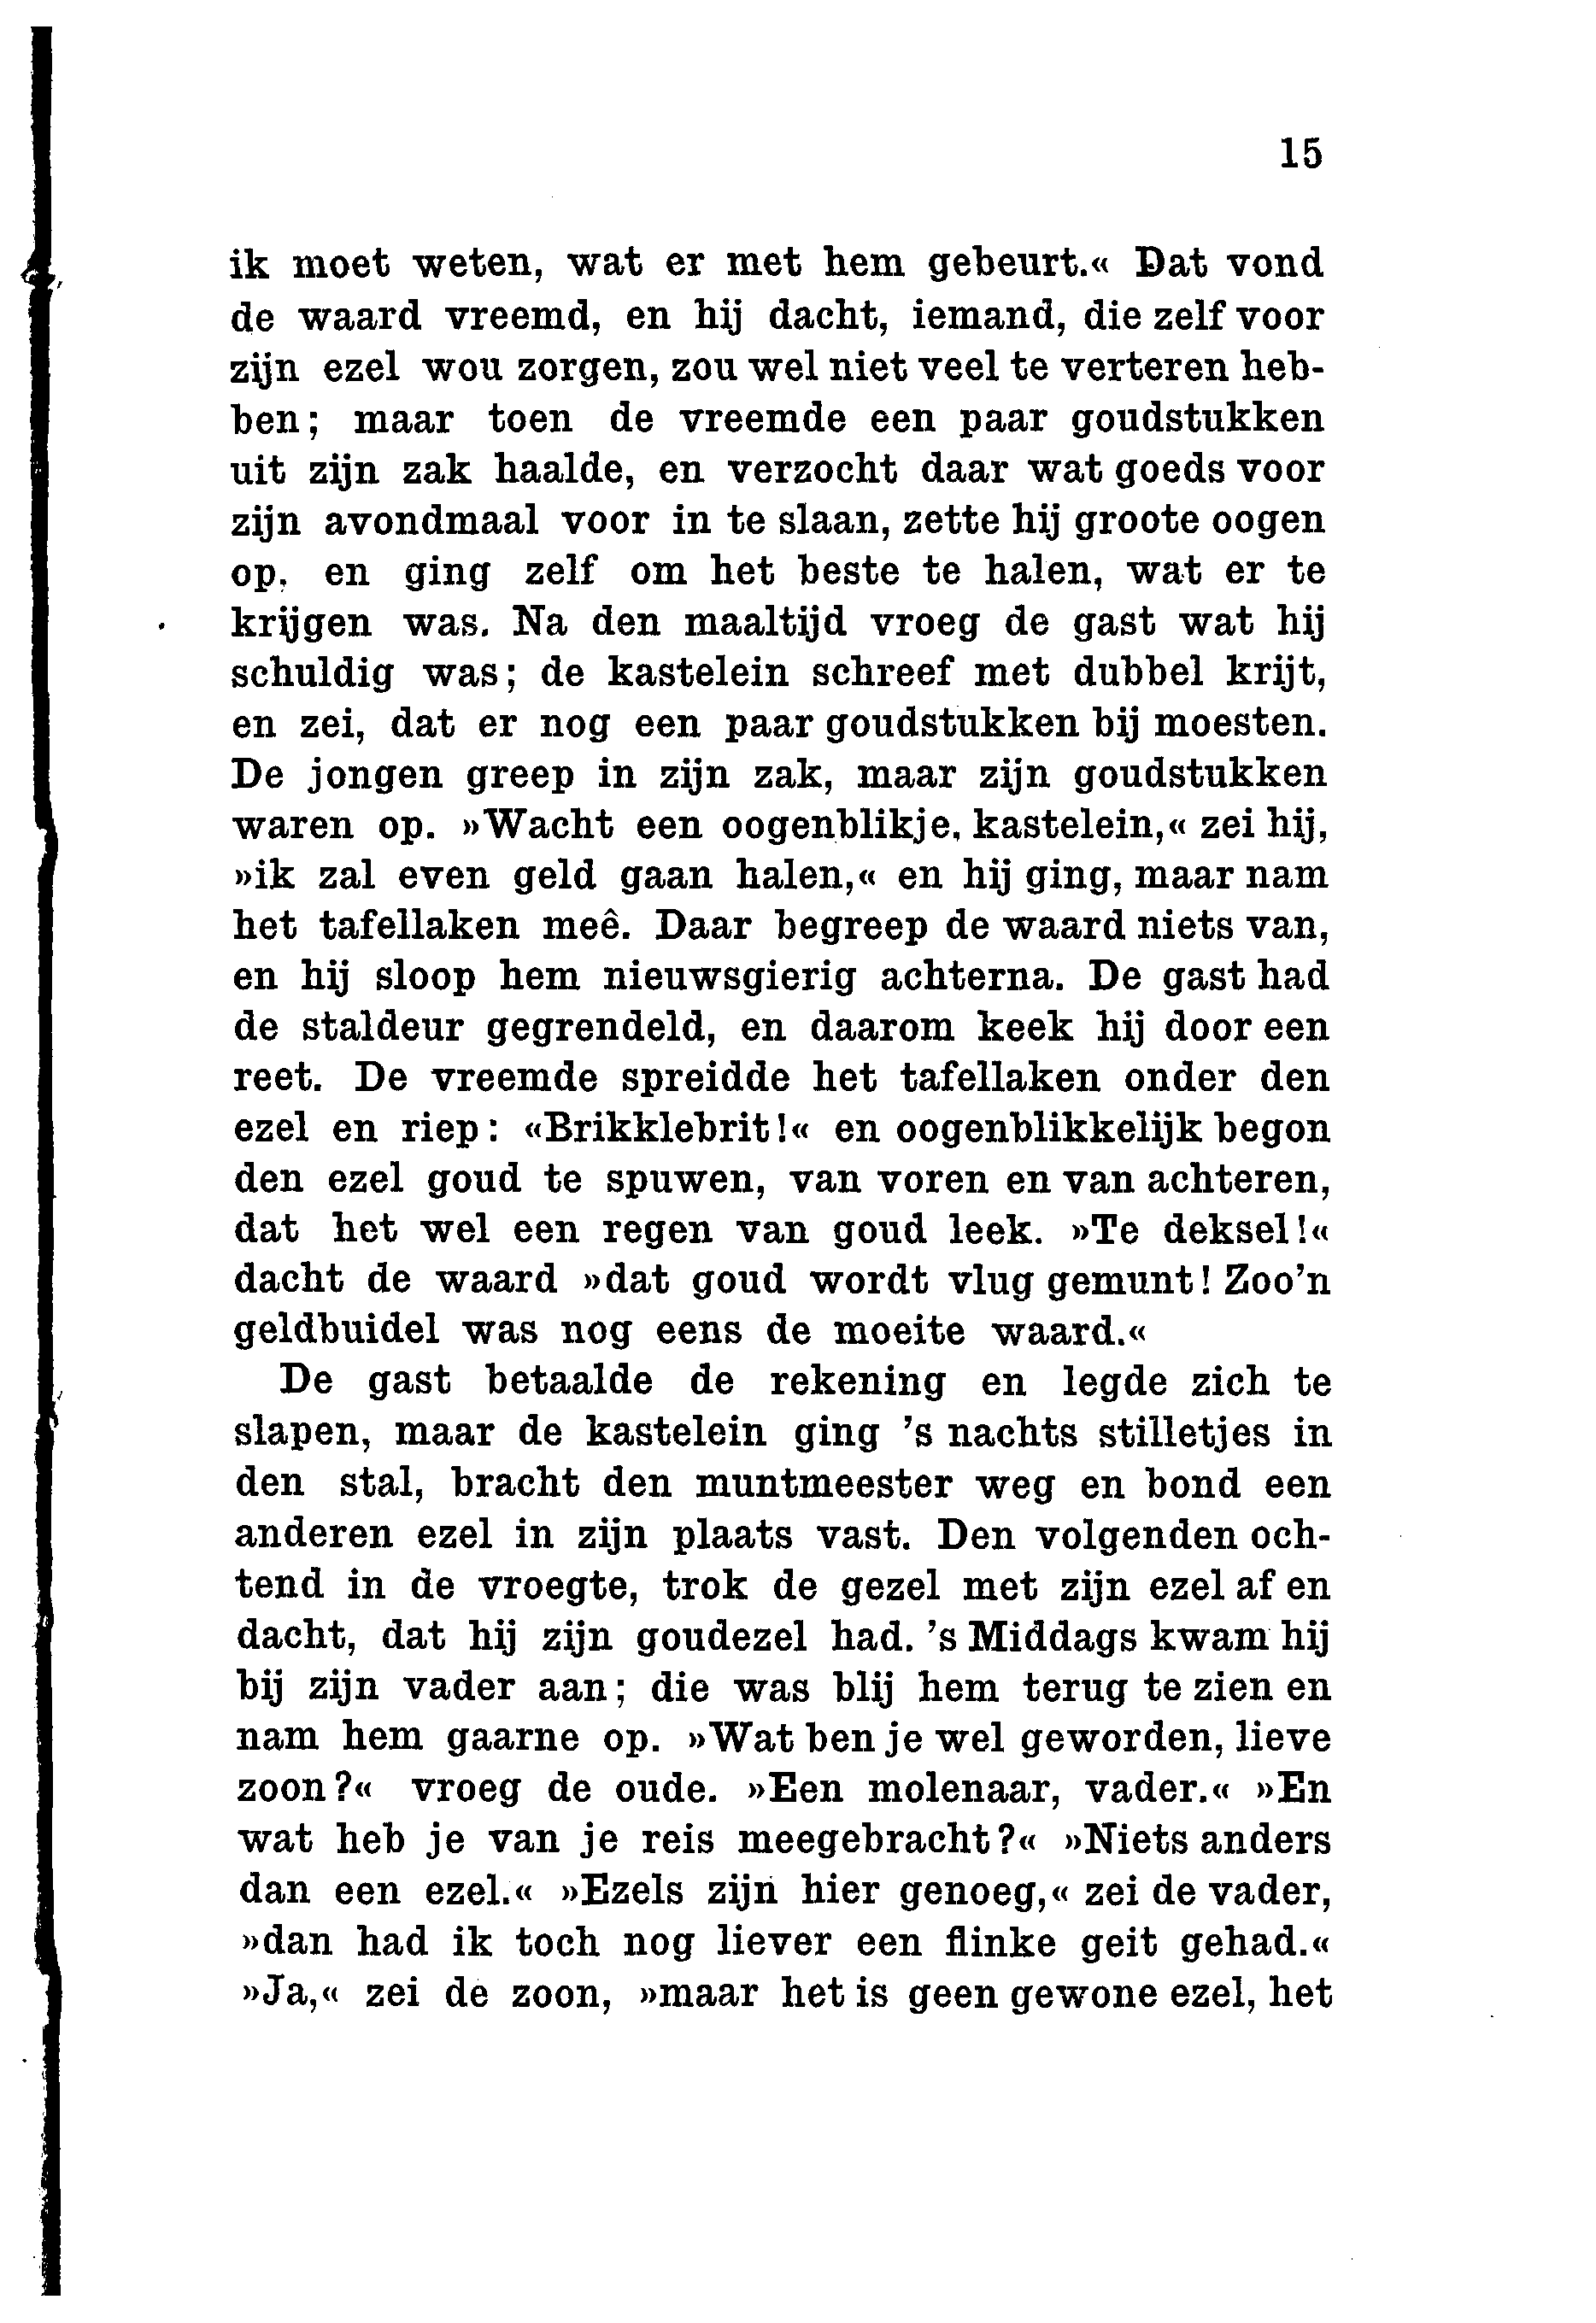 15
ik moet weten, wat er met hem gebeurt.« Dat vond
de waard vreemd, en hij dacht, iemand, die zelf voor
zijn ezel wou zorgen, zou wel niet veel te verteren heb-
ben; maar toen de vreemde een paar goudstukken
uit zijn zak haalde, en verzocht daar wat goeds voor
zijn avondmaal voor in te slaan, zette hij groote oogen
op, en ging zelf om het beste te halen, wat er te
krijgen was. Na den maaltijd vroeg de gast wat hij
schuldig was; de kastelein schreef met dubbel krijt,
en zei, dat er nog een paar goudstukken bij moesten.
De jongen greep in zijn zak, maar zijn goudstukken
waren op. »Wacht een oogenblikje, kastelein,« zei hij,
»ik zal even geld gaan halen,« en hij ging, maar nam
het tafellaken meê. Daar begreep de waard niets van,
en hij sloop hem nieuwsgierig achterna. De gast had
de staldeur gegrendeld, en daarom keek hij door een
reet. De vreemde spreidde het tafellaken onder den
ezel en riep: «Brikklebrit!« en oogenblikkelijk begon
den ezel goud te spuwen, van voren en van achteren,
dat het wel een regen van goud leek. »Te deksel!«
dacht de waard »dat goud wordt vlug gemunt! Zoo'n
geldbuidel was nog eens de moeite waard.«
De gast betaalde de rekening en legde zich te
slapen, maar de kastelein ging 's nachts stilletjes in
den stal, bracht den muntmeester weg en bond een
anderen ezel in zijn plaats vast. Den volgenden och-
tend in de vroegte, trok de gezel met zijn ezel af en
dacht, dat hij zijn goudezel had. 's Middags kwam hij
bij zijn vader aan; die was blij hem terug te zien en
nam hem gaarne op. »Wat ben je wel geworden, lieve
zoon?« vroeg de oude. »Een molenaar, vader.« »En
wat heb je van je reis meegebracht?« »Niets anders
dan een ezel.« »Ezels zijn hier genoeg,« zei de vader,
»dan had ik toch nog liever een flinke geit gehad.«
»Ja,« zei de zoon, »maar het is geen gewone ezel, het